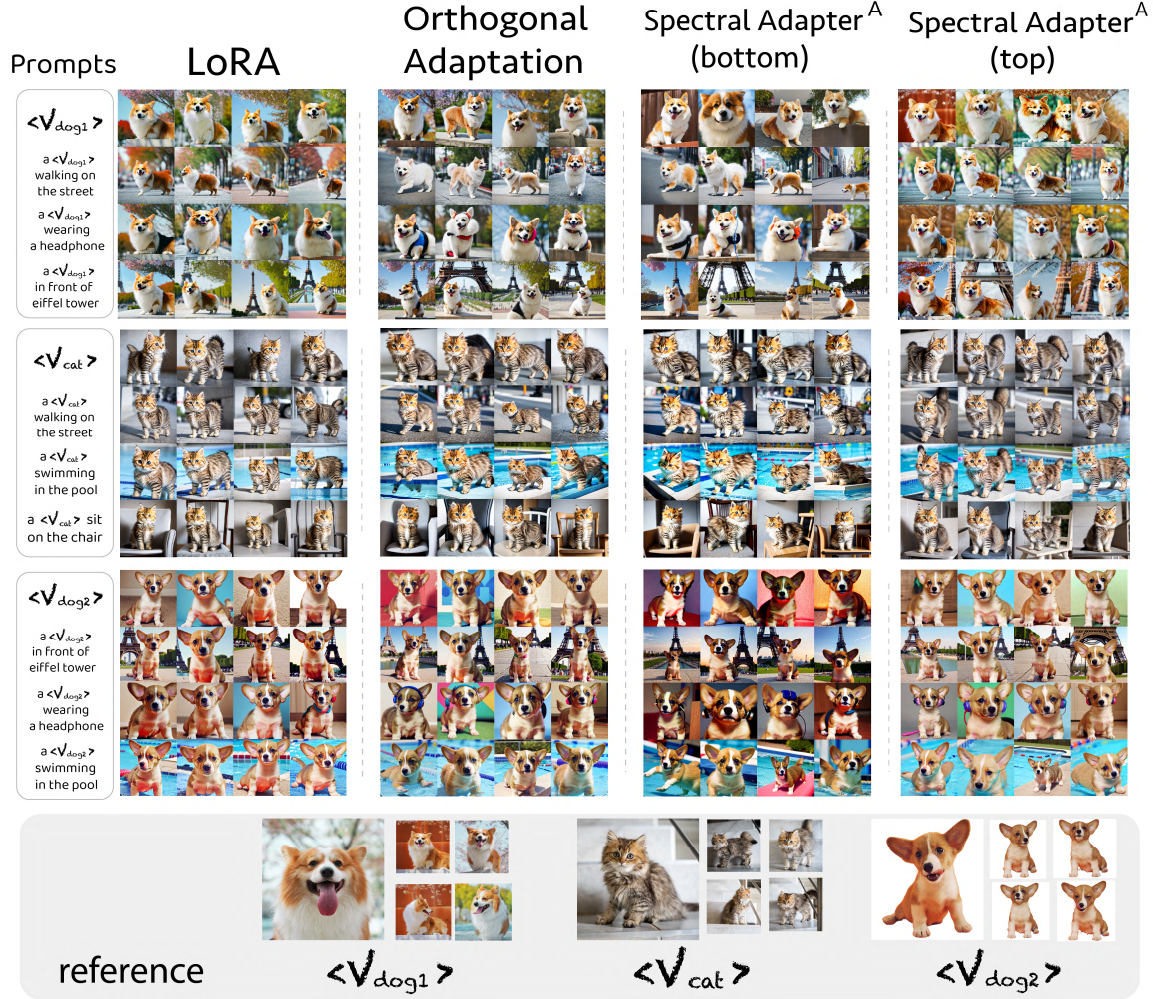 Prompts
LoRA
Orthogonal
Adaptation
Spectral Adapter^A
(bottom)
Spectral Adapter^A
(top)
<V_dog1>
a <V_dog1>
walking on
the street
a <V_dog1>
wearing
a headphone
a <V_dog1>
in front of
eiffel tower
<V_cat>
a <V_cat>
walking on
the street
a <V_cat>
swimming
in the pool
a <V_cat> sit
on the chair
<V_dog2>
a <V_dog2>
in front of
eiffel tower
a <V_dog2>
wearing
a headphone
a <V_dog2>
swimming
in the pool
reference
<V_dog1>
<V_cat>
<V_dog2>